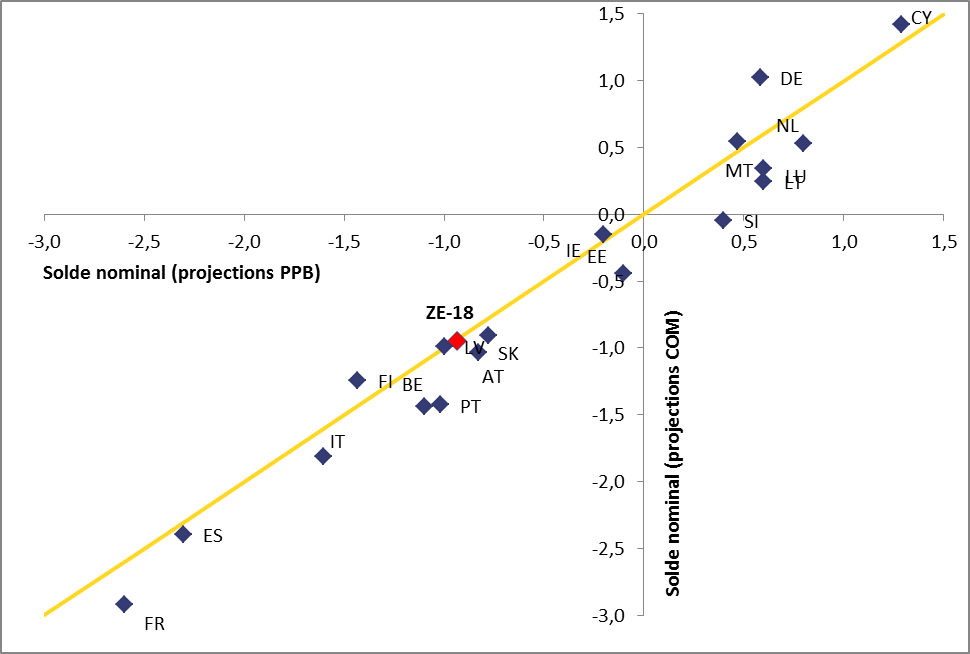 1,5
CY
1,0
DE
NL
0,5
MT
LU
LT
0,0
SI
-3,0 -2,5 -2,0 -1,5 -1,0 -0,5 0,0 0,5 1,0 1,5
IE EE
Solde nominal (projections PPB)
-0,5
ZE-18
-1,0
LV
SK
AT
FI BE
PT
-1,5
IT
-2,0
ES
-2,5
FR
-3,0
Solde nominal (projections COM)